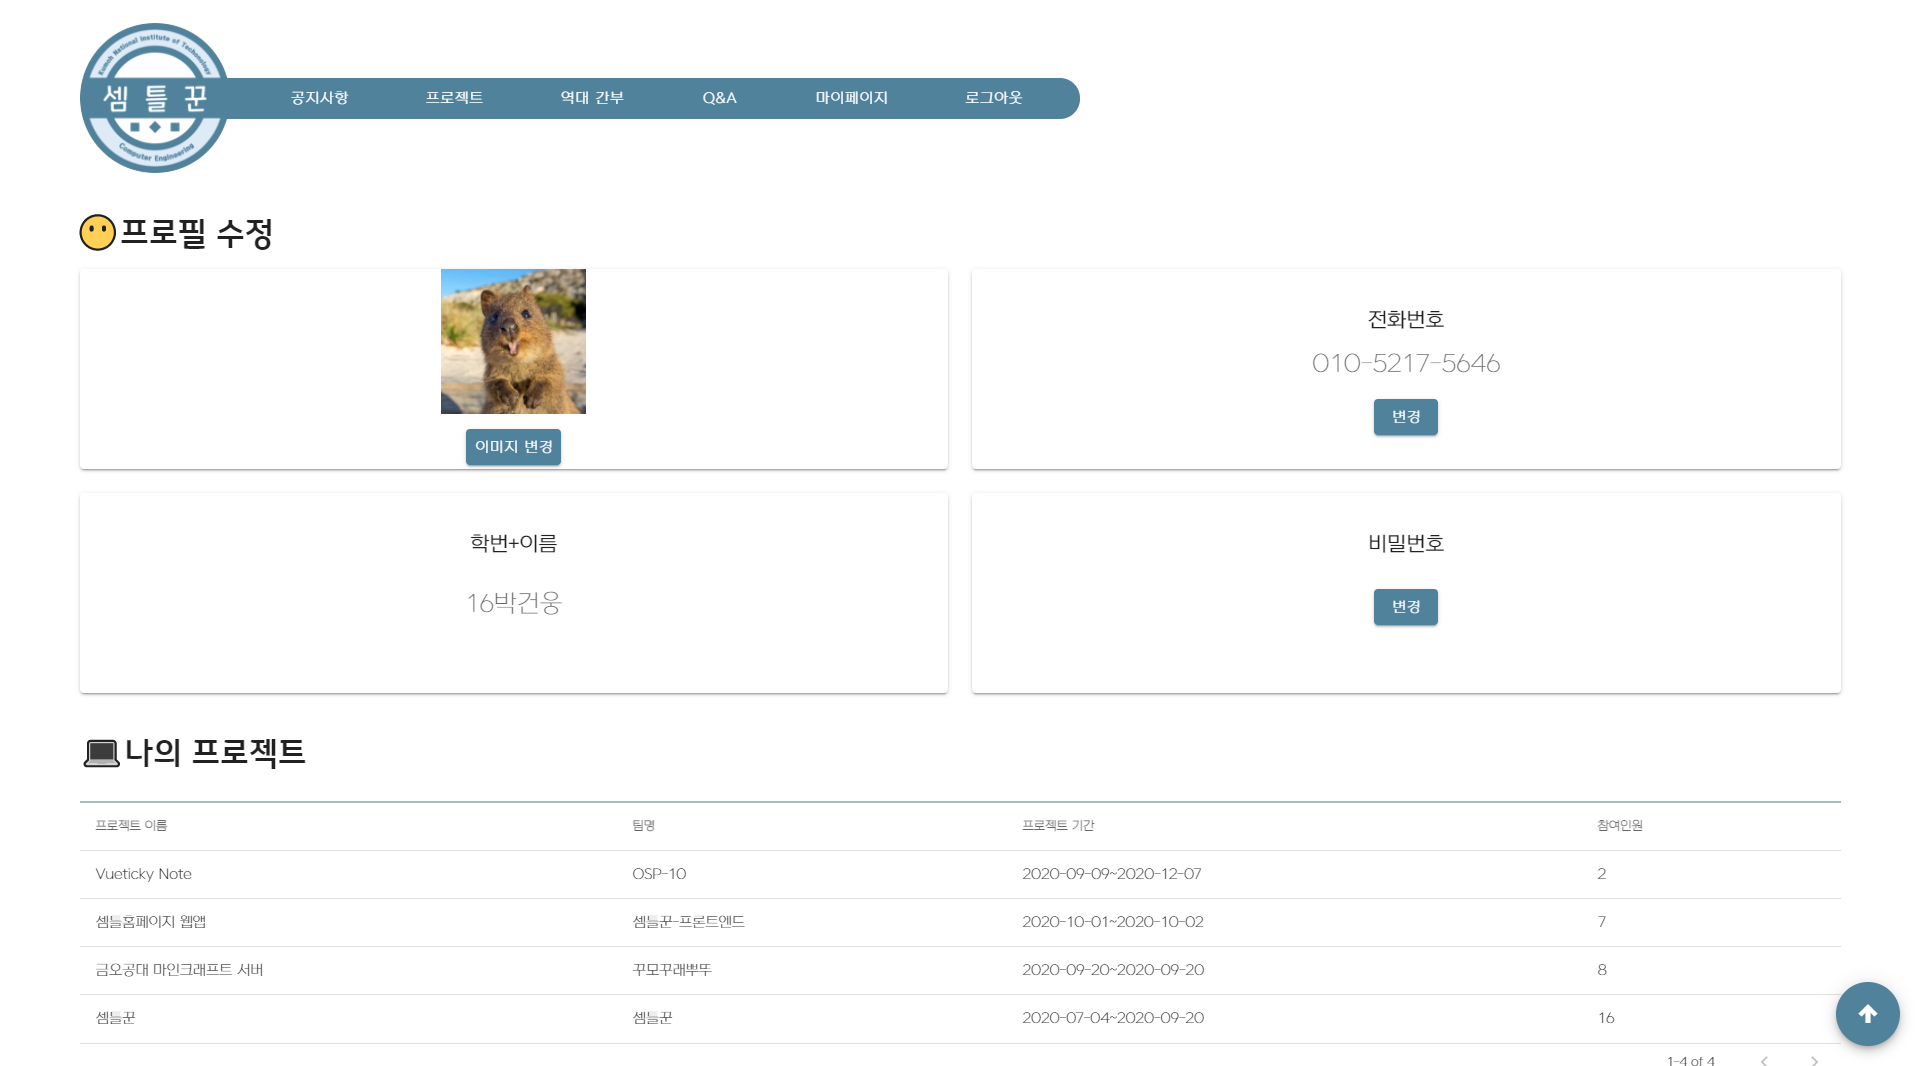 Kumoh National Institute of Technology
셈틀꾼
Computer Engineering
공지사항 프로젝트 역대 간부 Q&A 마이페이지 로그아웃
프로필 수정
이미지 변경
전화번호
010-5217-5646
변경
학번+이름
16박건웅
비밀번호
변경
나의 프로젝트
프로젝트 이름 팀명 프로젝트 기간 참여인원
Vueticky Note OSP-10 2020-09-09~2020-12-07 2
셈틀홈페이지 웹앱 셈틀꾼-프론트엔드 2020-10-01~2020-10-02 7
금오공대 마인크래프트 서버 꾸모꾸래뿌뚜 2020-09-20~2020-09-20 8
셈틀꾼 셈틀꾼 2020-07-04~2020-09-20 16
1-4 of 4